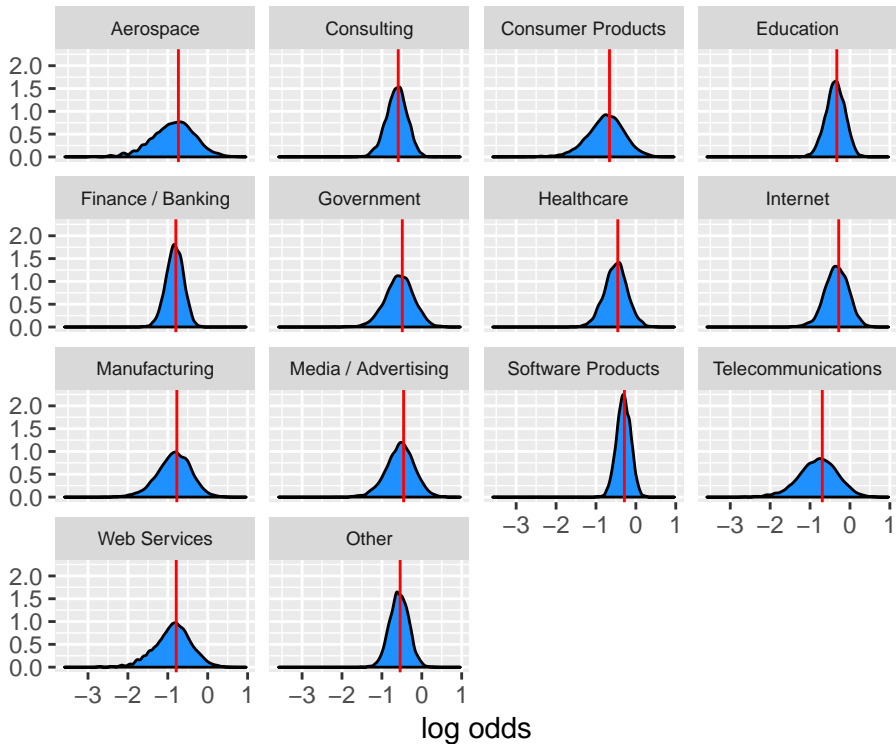 Aerospace Consulting Consumer Products Education
2.0
1.5
1.0
0.5
0.0
Finance / Banking Government Healthcare Internet
2.0
1.5
1.0
0.5
0.0
Manufacturing Media / Advertising Software Products Telecommunications
2.0
1.5
1.0
0.5
0.0
−3 −2 −1 0 1 −3 −2 −1 0 1
Web Services Other
2.0
1.5
1.0
0.5
0.0
−3 −2 −1 0 1 −3 −2 −1 0 1
log odds